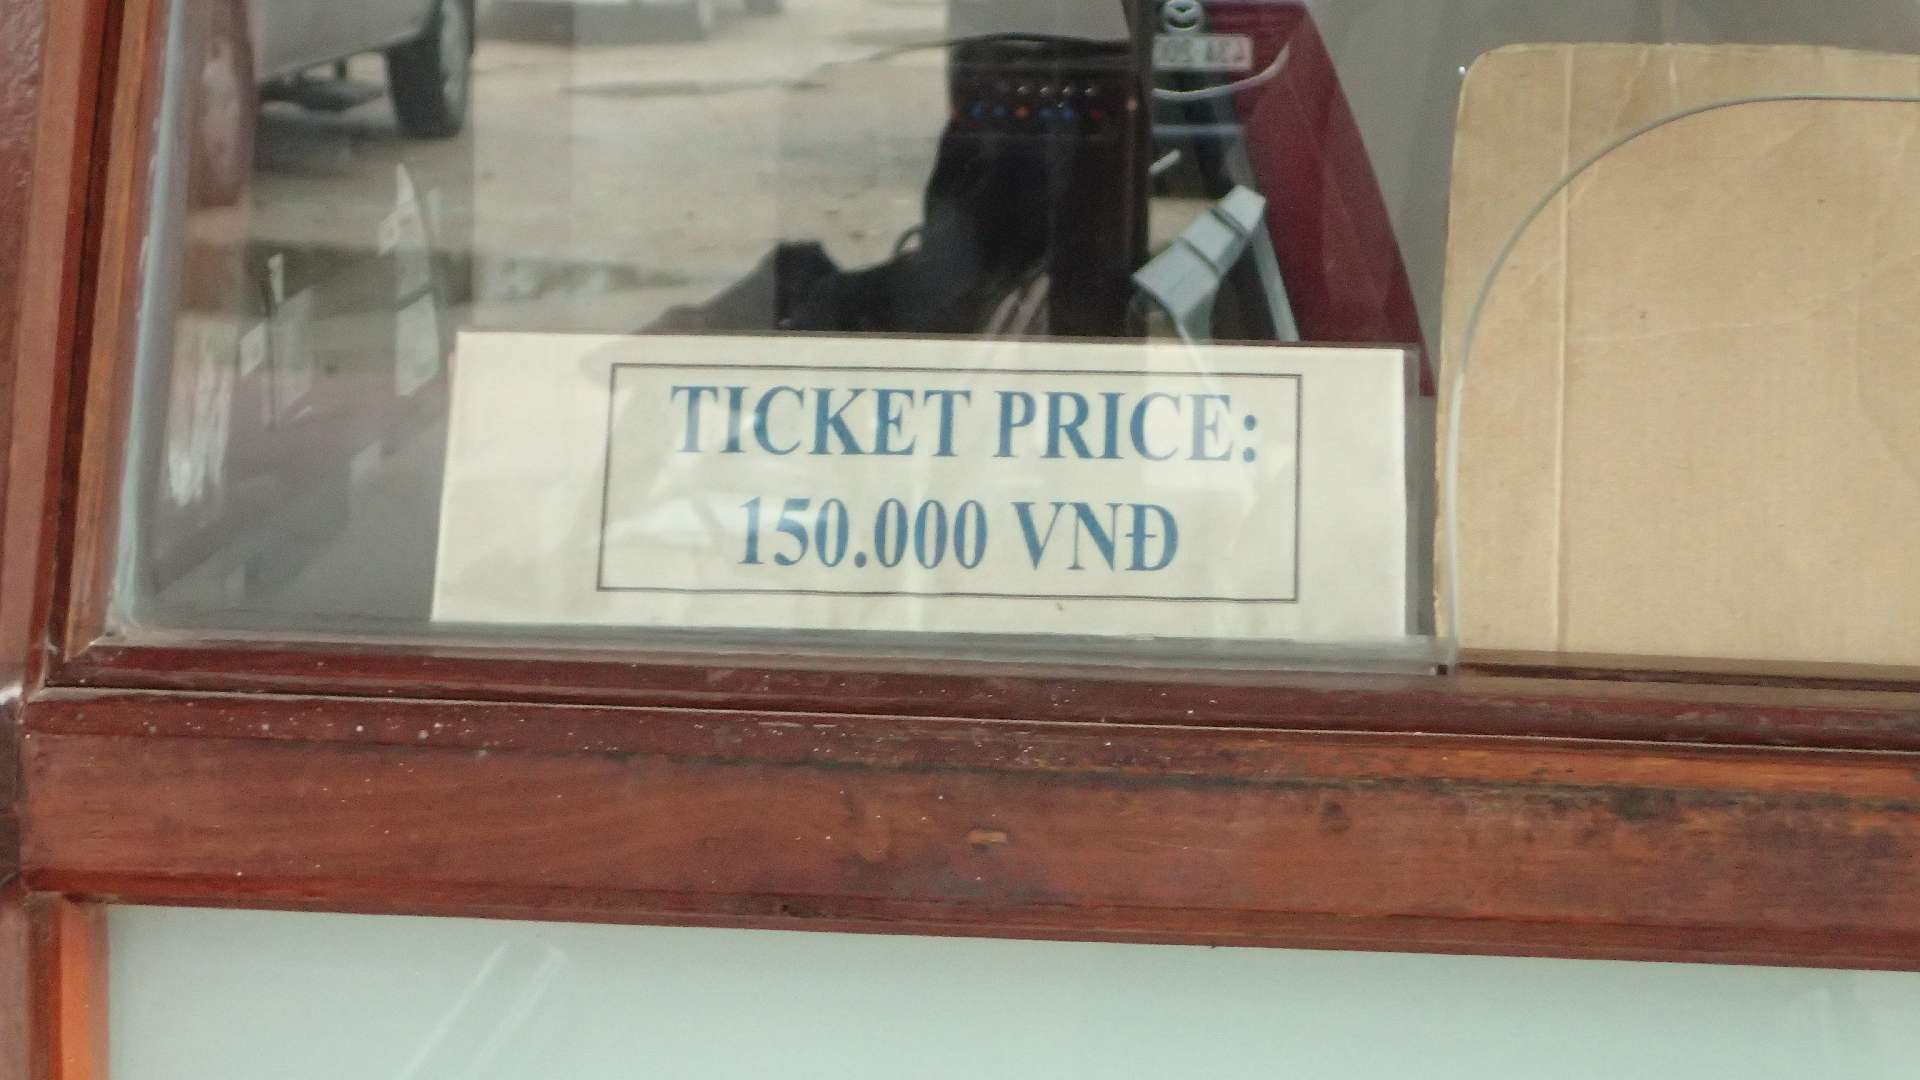 TICKET PRICE:
150.000 VNĐ